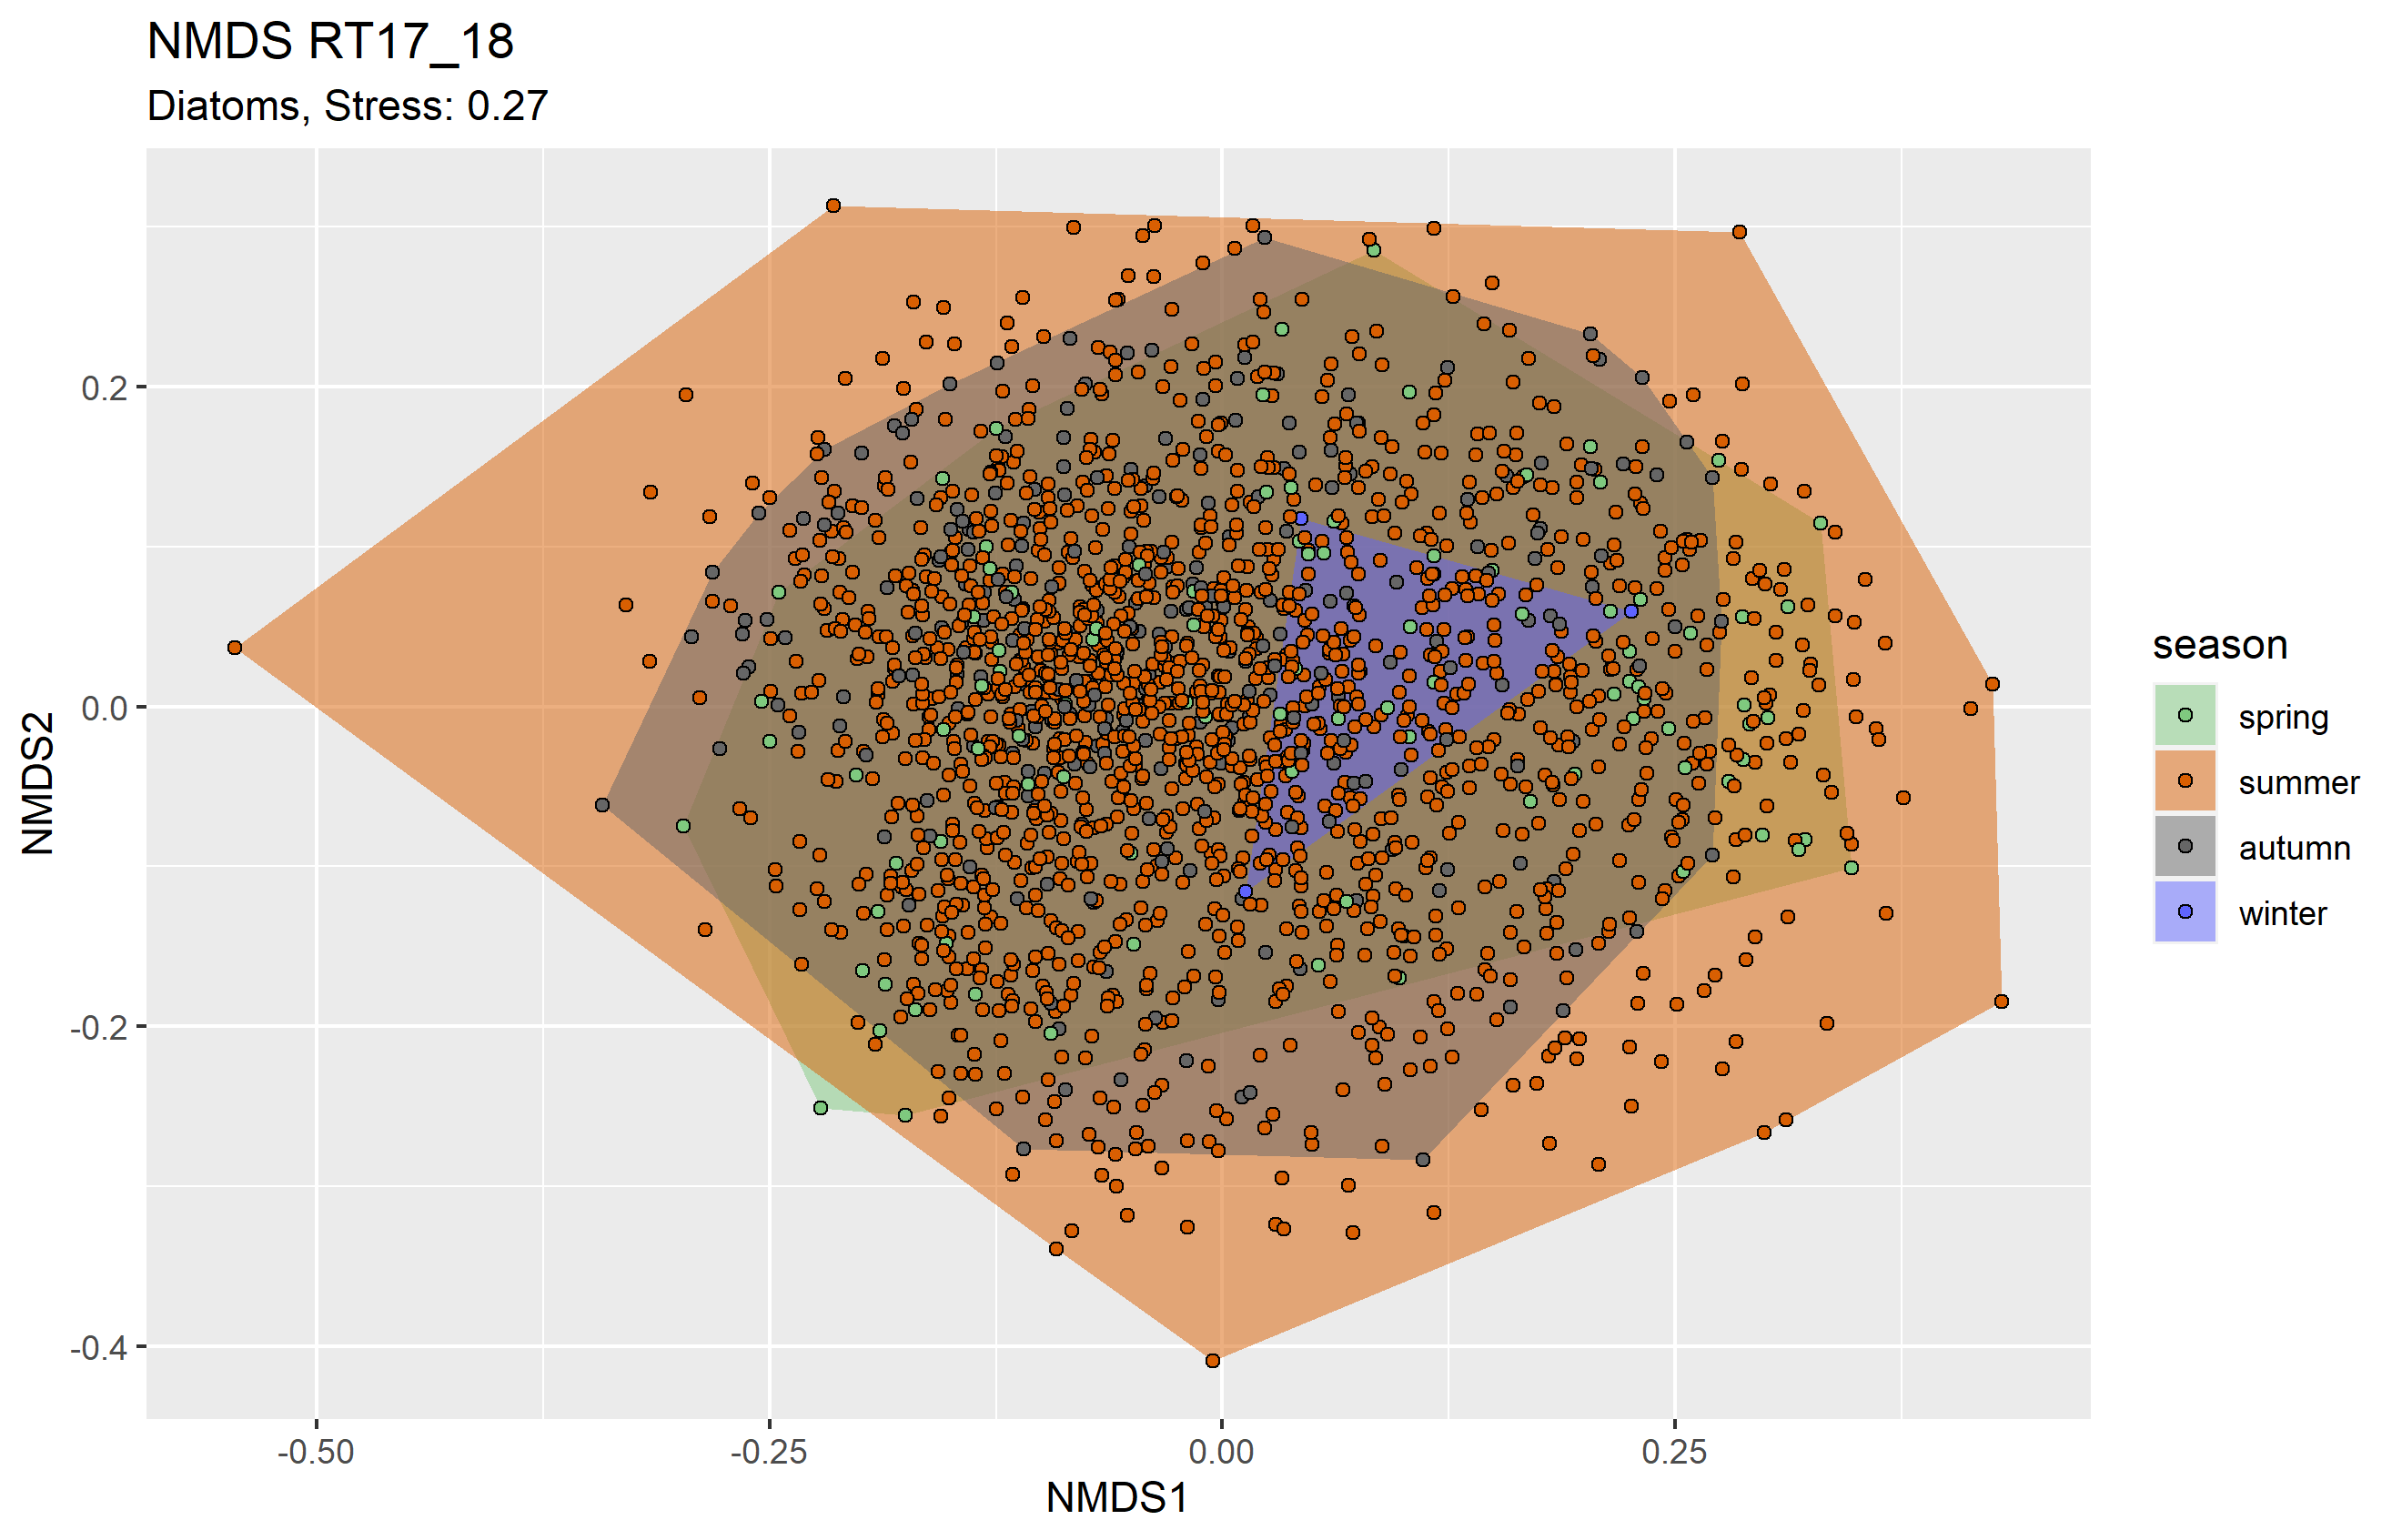 NMDS RT17_18
Diatoms, Stress: 0.27
NMDS2
0.2
0.0
-0.2
-0.4
-0.50
-0.25
0.00
0.25
NMDS1
season
spring
summer
autumn
winter